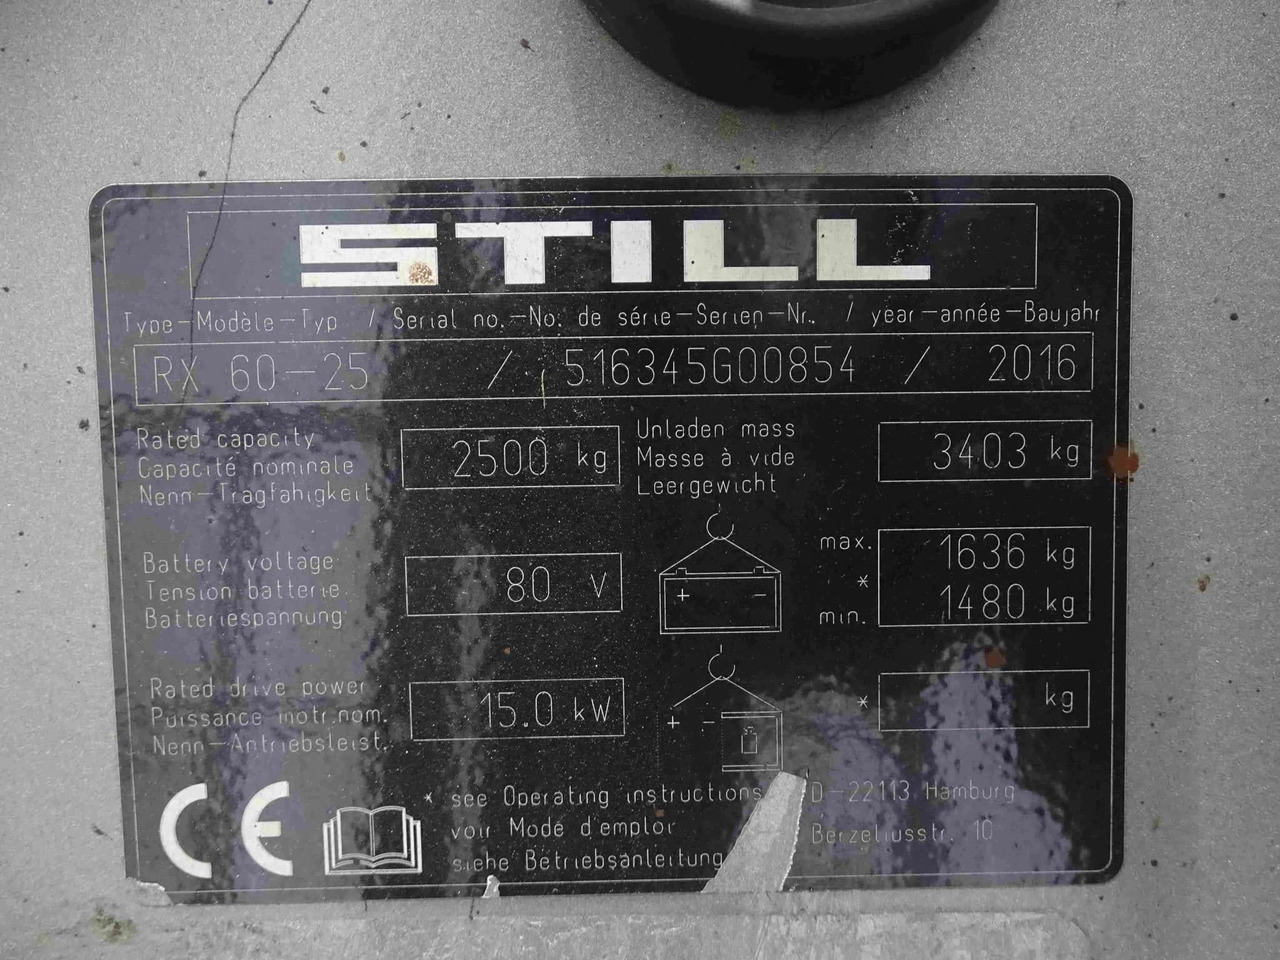 STILL
Type-Modèle-Typ / Serial no.-No. de série-Serien-Nr. / year-année-Baujahr
RX 60-25 / 516345G00854 / 2016
Rated capacity
Capacité nominale
Nenn-Tragfähigkeit
2500 kg
Unladen mass
Masse à vide
Leergewicht
3403 kg
Battery voltage
Tension batterie
Batteriespannung
80 V
+ -
max. 1636 kg
*
min. 1480 kg
Rated drive power
Puissance motr.nom.
Nenn-Antriebsleist.
15.0 kW
+ -
* kg
CE
* see Operating instructions
voir Mode d'emploi
siehe Betriebsanleitung
D-22113 Hamburg
Berzeliusstr. 10